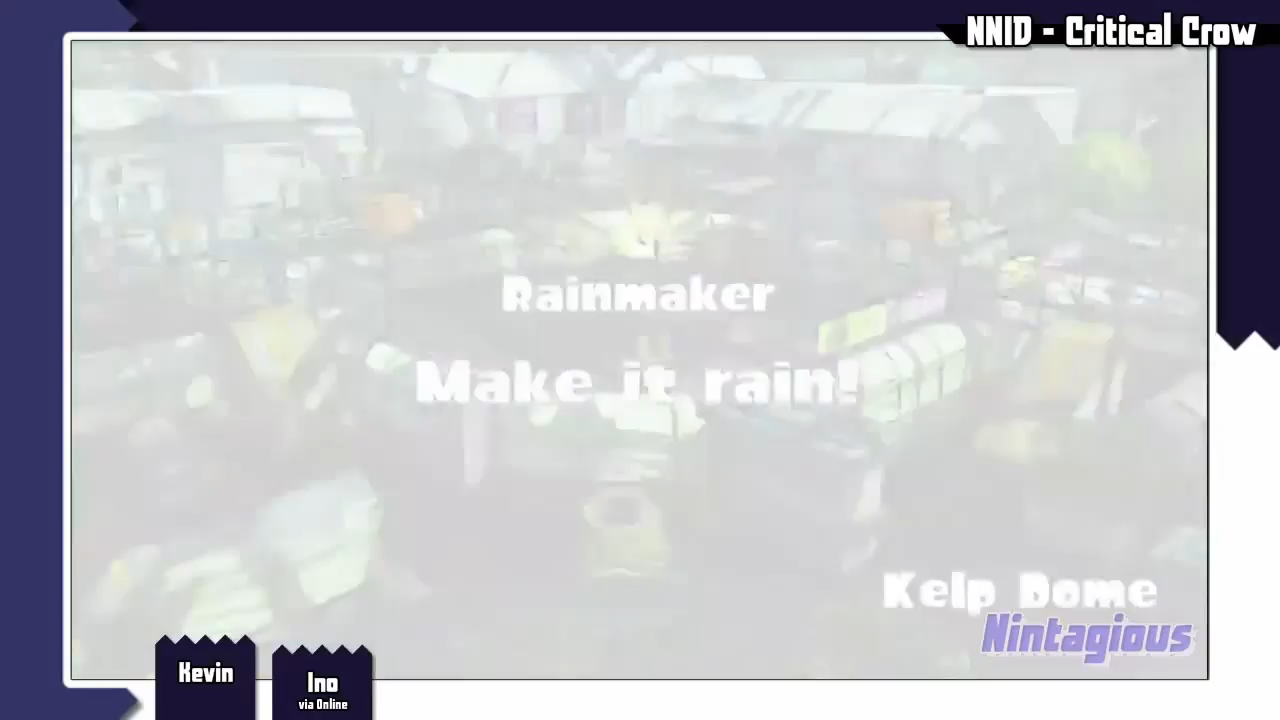 NNID - Critical Crow
Rainmaker
Make it rain!
Kelp Dome
Nintagious
Kevin
Ino
via Online